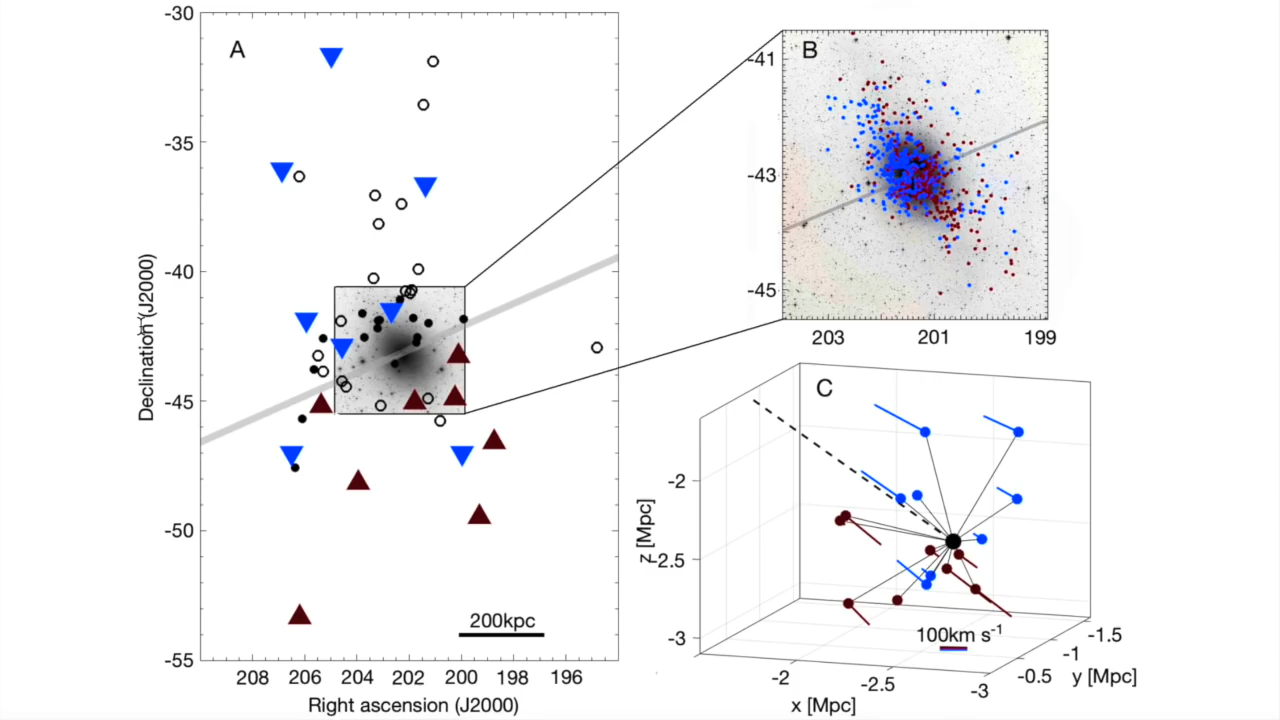 A
-30
-35
-40
-45
-50
-55
Declination (J2000)
200kpc
208 206 204 202 200 198 196
Right ascension (J2000)
B
-41
-43
-45
203 201 199
C
-2
-2.5
-3
z [Mpc]
100km s⁻¹
-2 -2.5 -3
x [Mpc]
-0.5 -1 -1.5
y [Mpc]